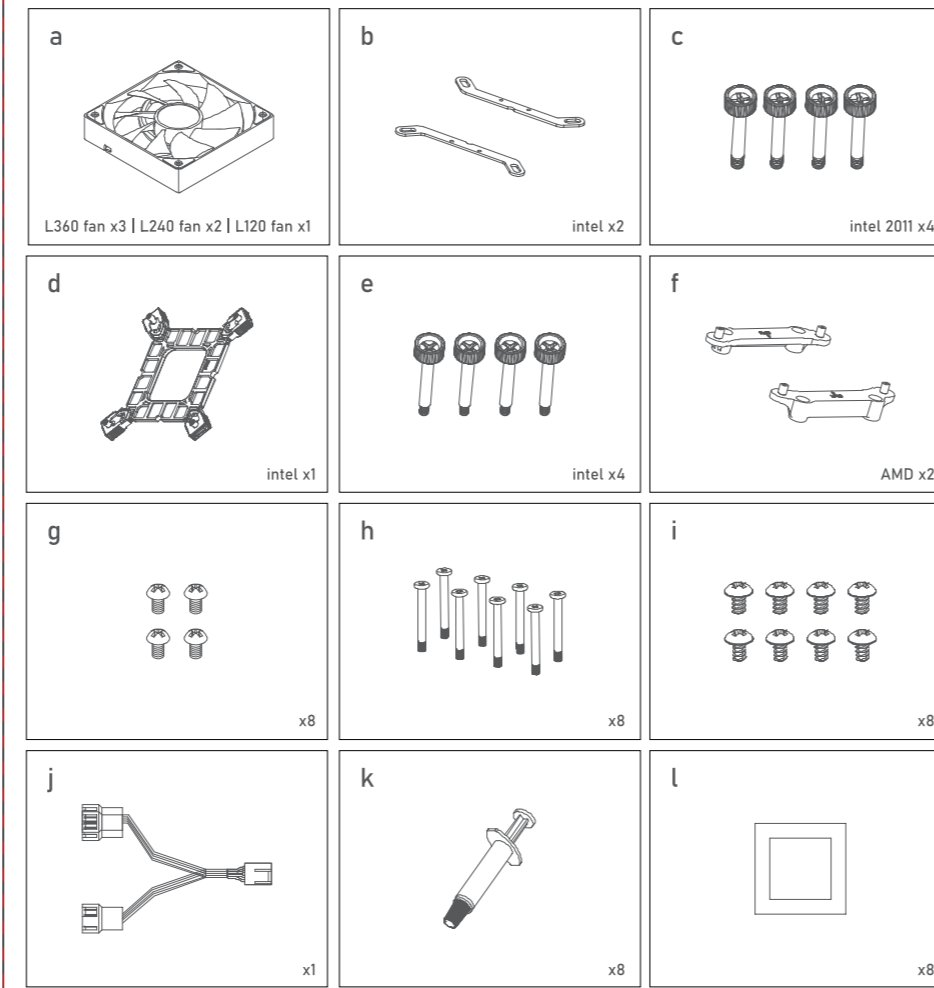 a
L360 fan x3 | L240 fan x2 | L120 fan x1
b
intel x2
c
intel 2011 x4
d
intel x1
e
intel x4
f
AMD x2
g
x8
h
x8
i
x8
j
x1
k
x8
l
x8